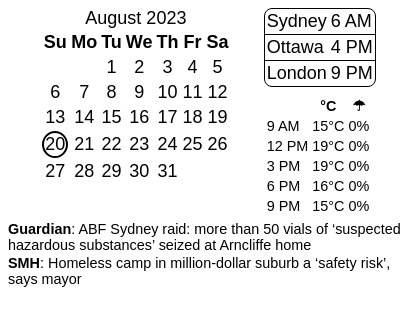 August 2023
Su Mo Tu We Th Fr Sa
1 2 3 4 5
6 7 8 9 10 11 12
13 14 15 16 17 18 19
20 21 22 23 24 25 26
27 28 29 30 31
Sydney 6 AM
Ottawa 4 PM
London 9 PM
°C ☂
9 AM 15°C 0%
12 PM 19°C 0%
3 PM 19°C 0%
6 PM 16°C 0%
9 PM 15°C 0%
Guardian: ABF Sydney raid: more than 50 vials of ‘suspected
hazardous substances’ seized at Arncliffe home
SMH: Homeless camp in million-dollar suburb a ‘safety risk’,
says mayor